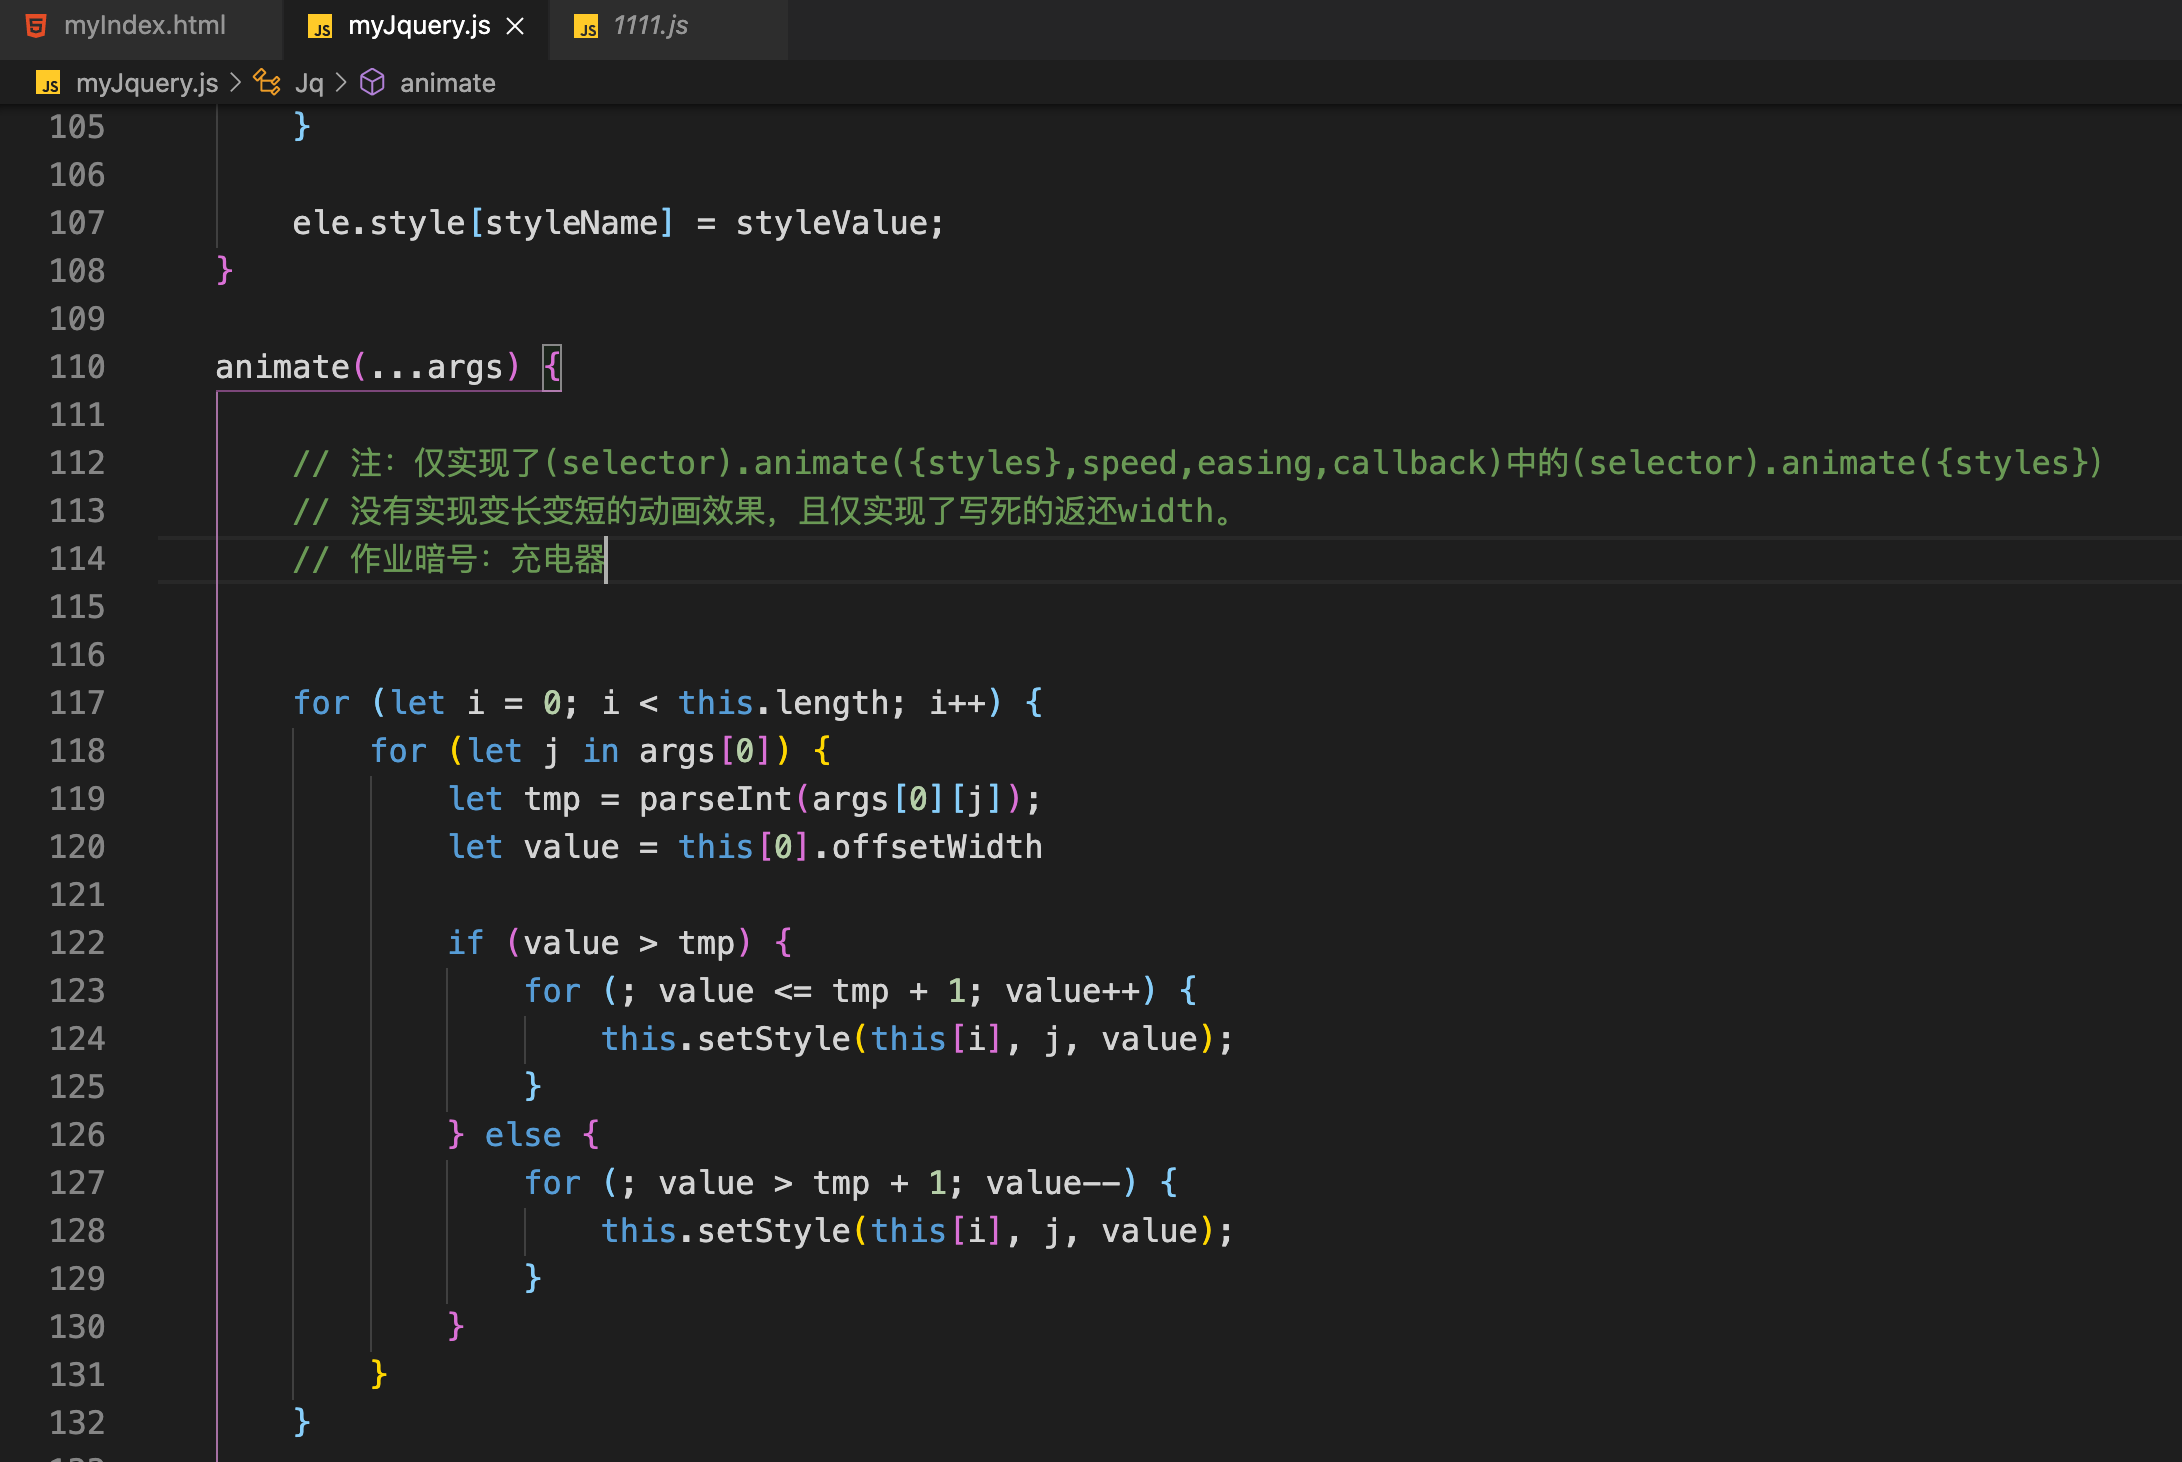 myIndex.html
JS myJquery.js
JS 1111.js
JS myJquery.js > Jq > animate
105 }
106
107 ele.style[styleName] = styleValue;
108 }
109
110 animate(...args) {
111
112 // 注：仅实现了(selector).animate({styles},speed,easing,callback)中的(selector).animate({styles})
113 // 没有实现变长变短的动画效果，且仅实现了写死的返还width。
114 // 作业暗号：充电器
115
116
117 for (let i = 0; i < this.length; i++) {
118 for (let j in args[0]) {
119 let tmp = parseInt(args[0][j]);
120 let value = this[0].offsetWidth
121
122 if (value > tmp) {
123 for (; value <= tmp + 1; value++) {
124 this.setStyle(this[i], j, value);
125 }
126 } else {
127 for (; value > tmp + 1; value--) {
128 this.setStyle(this[i], j, value);
129 }
130 }
131 }
132 }